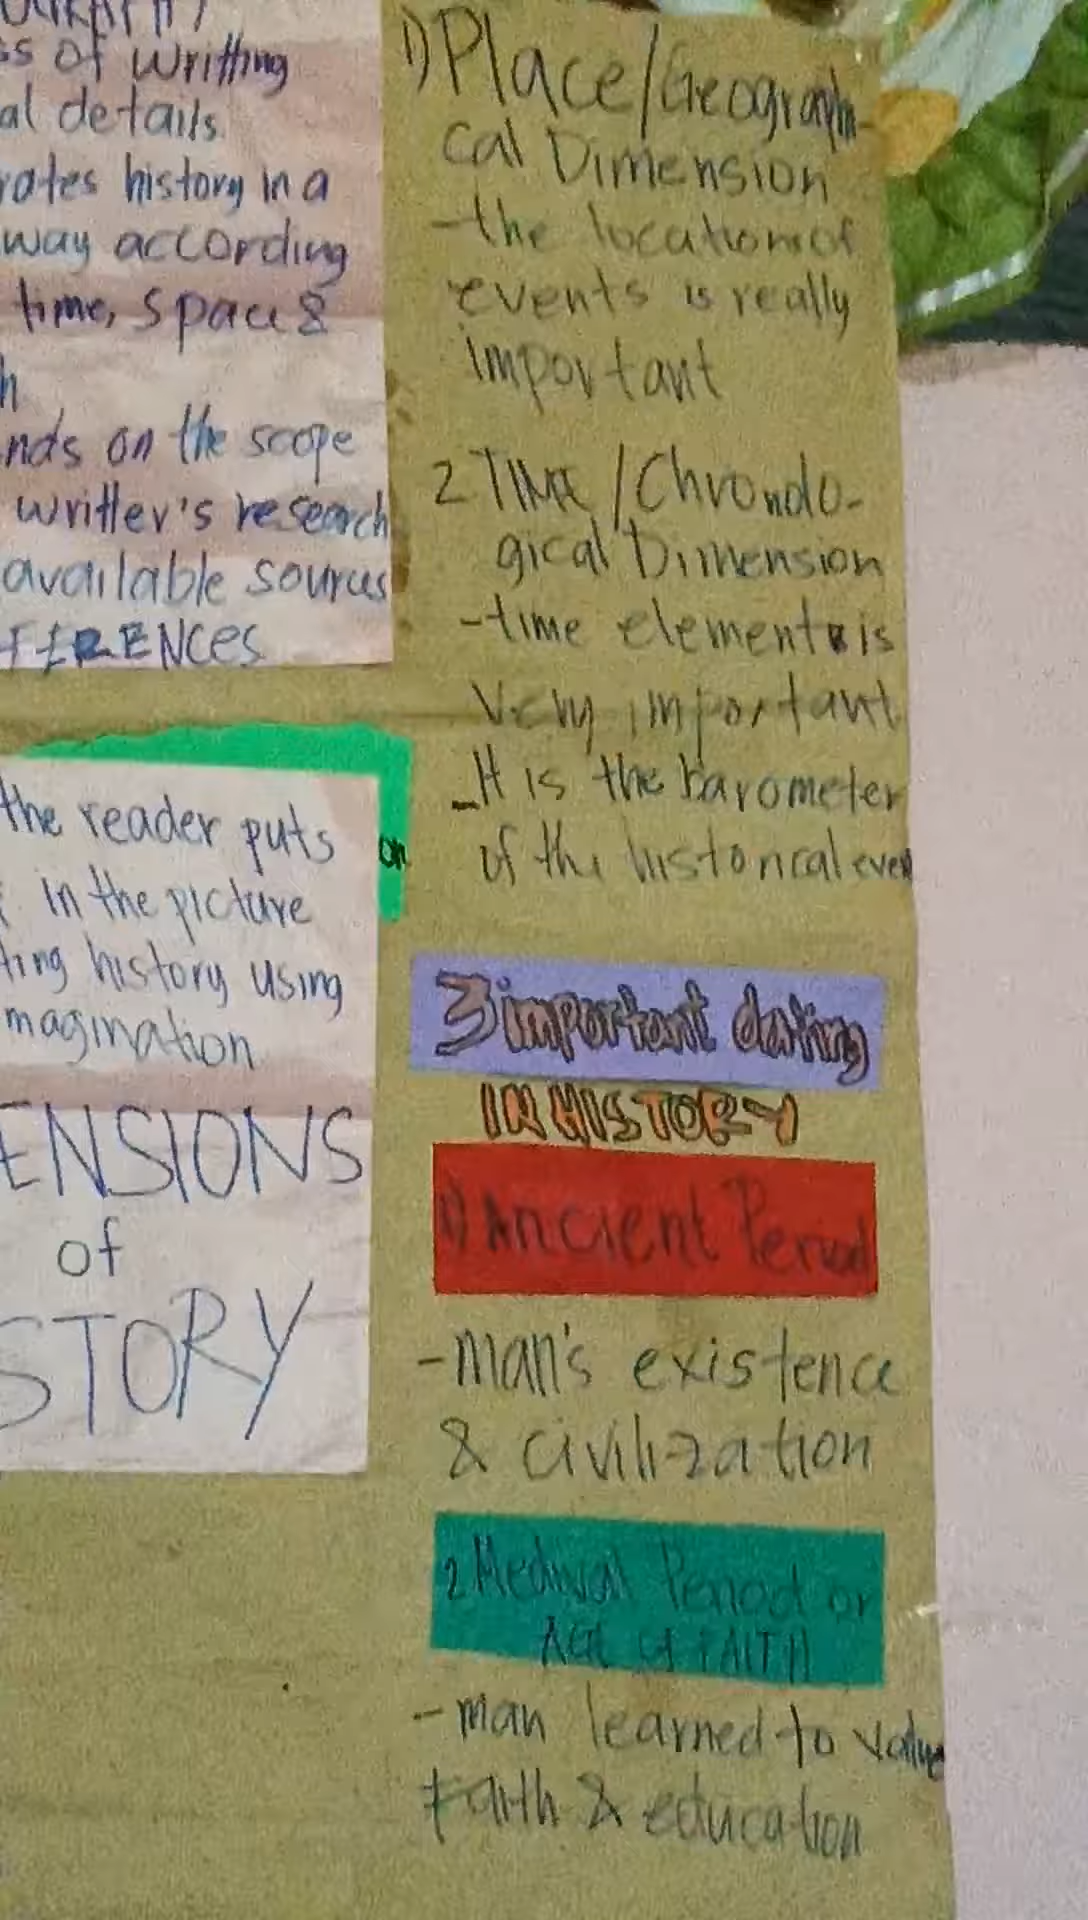 ss of writting
al details.
rates history in a
way according
time, space &
h
nds on the scope
writter's research
available sources
FERENCES
the reader puts
in the picture
ting history using
magination
on
ENSIONS
of
STORY
1) Place/Geographi-
cal Dimension
-the location of
events is really
important
2 TIME/Chronolo-
gical Dimension
-time element is
Very important
- It is the barometer
of the historical even
3 important dating
IN HISTORY
1) Ancient Period
-man's existence
& civilization
2 Medival Period or
AGE of FAITH
-man learned to value
Faith & education